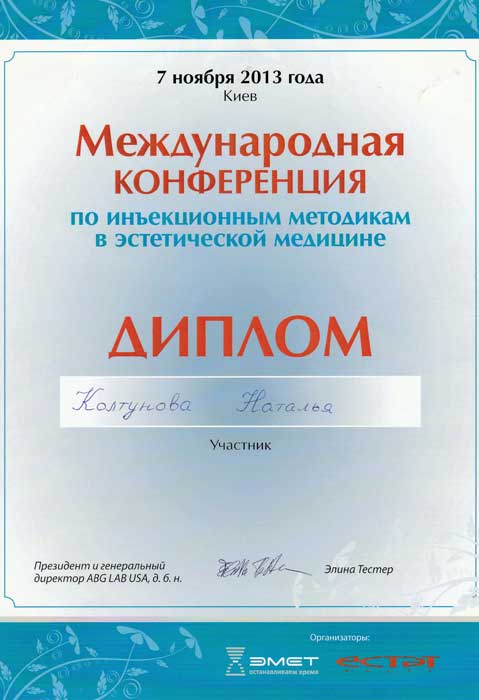 7 ноября 2013 года
Киев
Международная
КОНФЕРЕНЦИЯ
по инъекционным методикам
в эстетической медицине
ДИПЛОМ
Колтунова Наталья
Участник
Президент и генеральный
директор ABG LAB USA, д. б. н.
Элина Тестер
Организаторы:
ЭМЕТ
останавливаем время
ЕСТЭТ